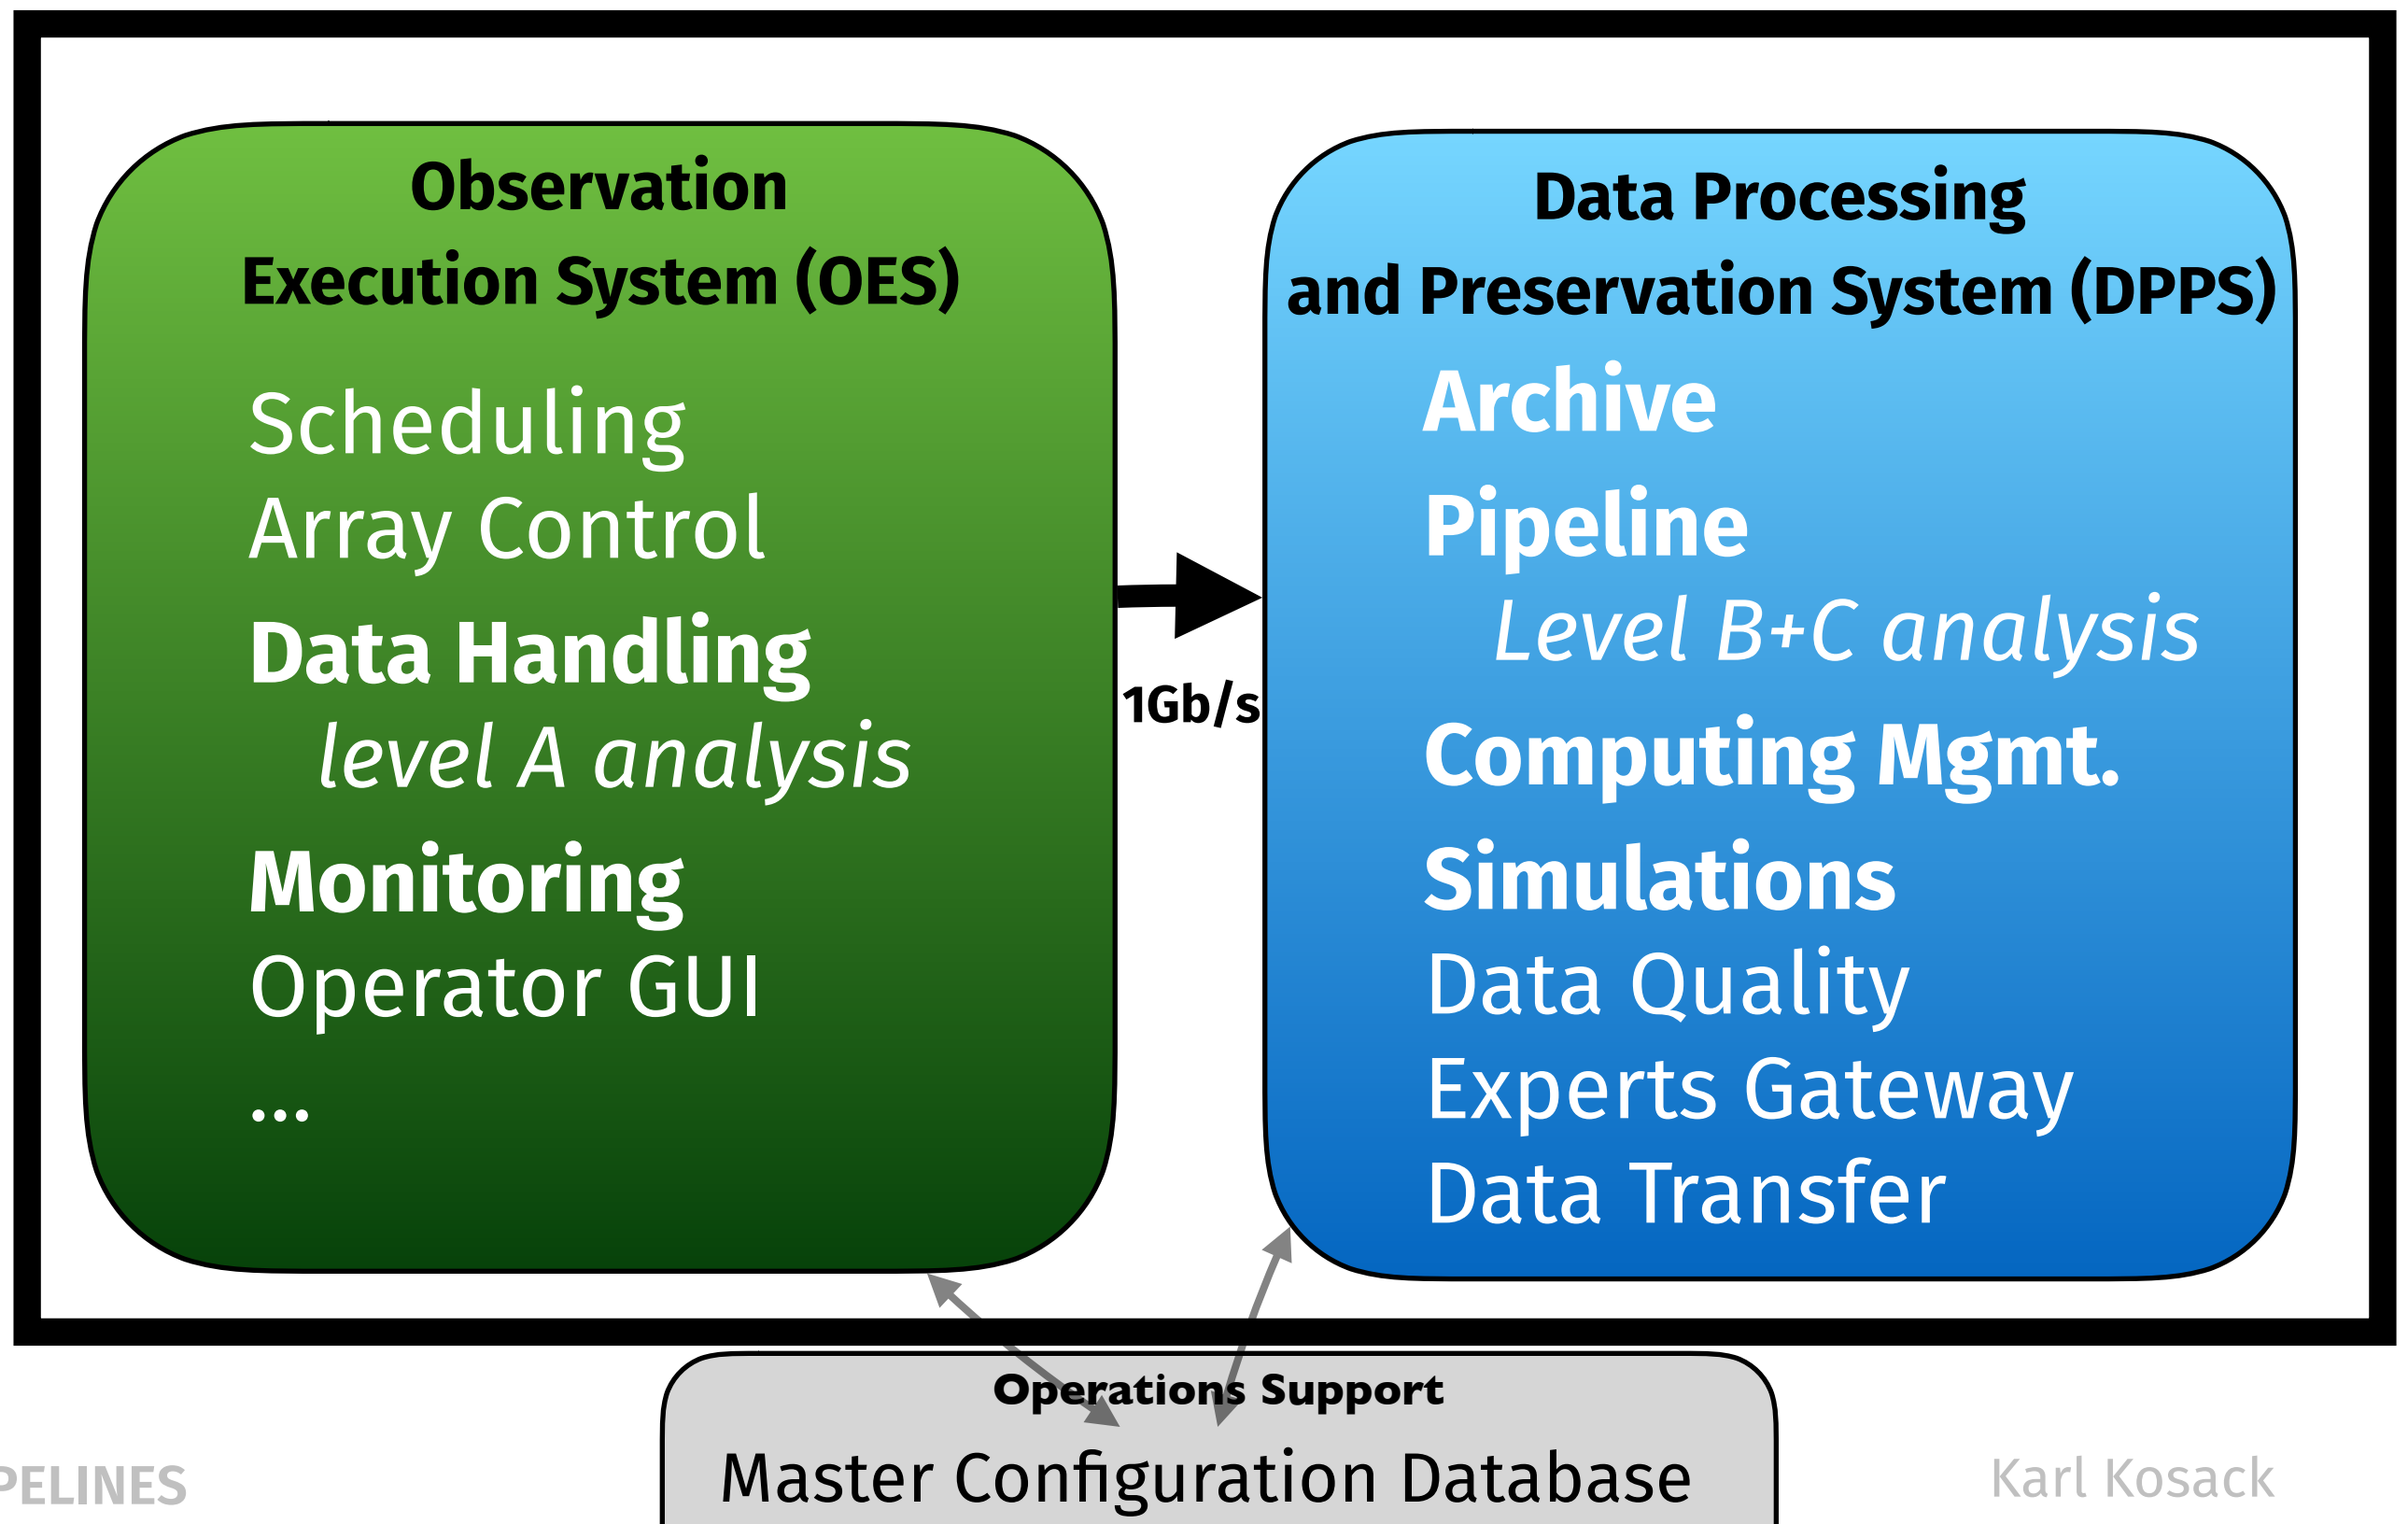 Observation
Execution System (OES)
Scheduling
Array Control
Data Handling
level A analysis
Monitoring
Operator GUI
...
1Gb/s
Data Processing
and Preservation System (DPPS)
Archive
Pipeline
Level B+C analysis
Computing Mgmt.
Simulations
Data Quality
Experts Gateway
Data Transfer
Operations Support
Master Configuration Database
PELINES
Karl Kosack